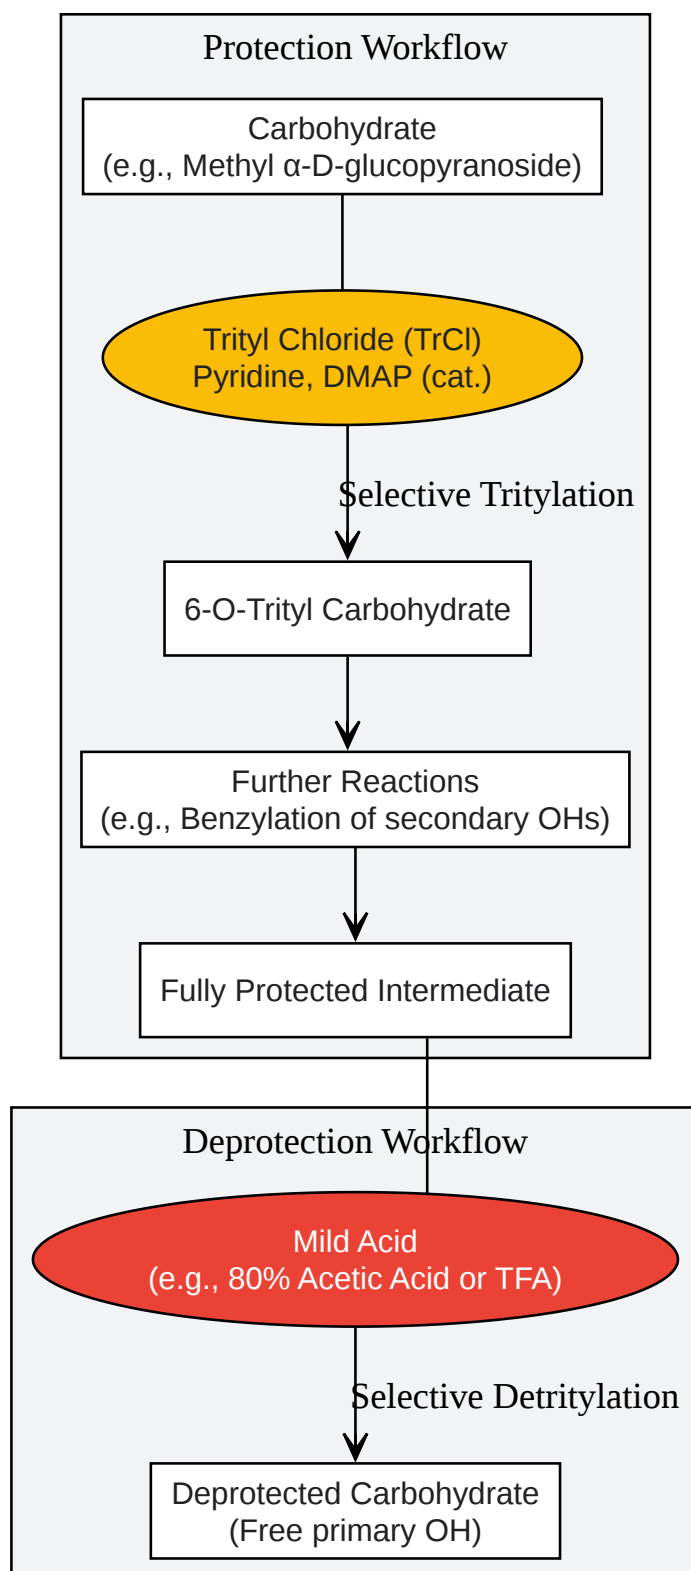 Protection Workflow
Carbohydrate
(e.g., Methyl α-D-glucopyranoside)
Trityl Chloride (TrCl)
Pyridine, DMAP (cat.)
Selective Tritylation
6-O-Trityl Carbohydrate
Further Reactions
(e.g., Benzylation of secondary OHs)
Fully Protected Intermediate
Deprotection Workflow
Mild Acid
(e.g., 80% Acetic Acid or TFA)
Selective Detritylation
Deprotected Carbohydrate
(Free primary OH)